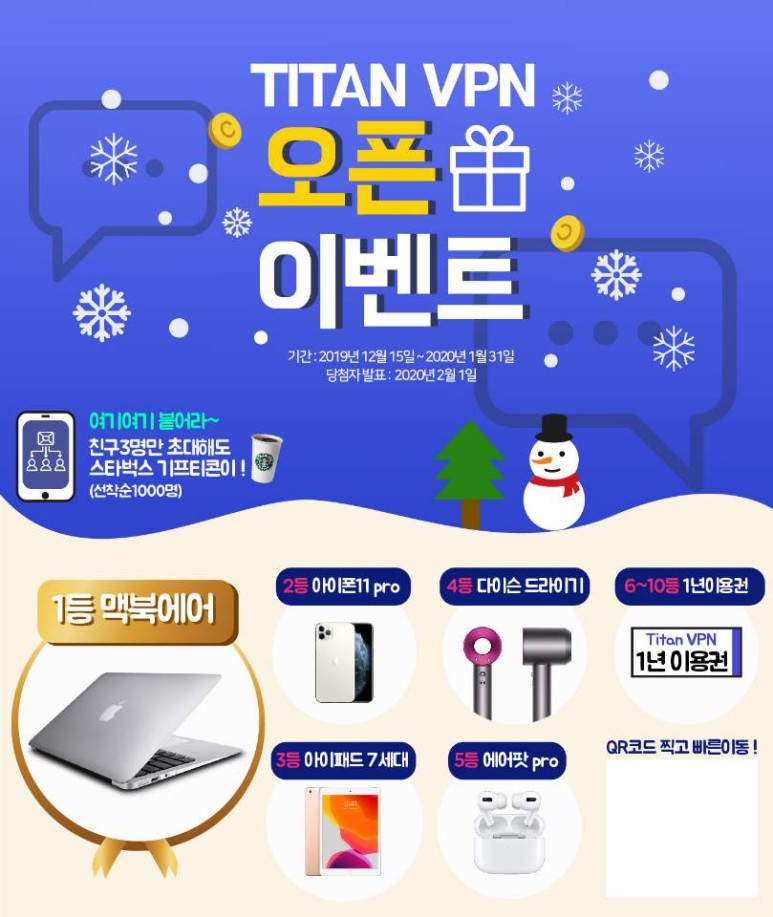 TITAN VPN
오픈
이벤트
기간 : 2019년 12월 15일 ~ 2020년 1월 31일
당첨자 발표 : 2020년 2월 1일
여기여기 붙어라~
친구3명만 초대해도
스타벅스 기프티콘이 !
(선착순1000명)
1등 맥북에어
2등 아이폰11 pro
4등 다이슨 드라이기
6~10등 1년이용권
Titan VPN
1년 이용권
3등 아이패드 7세대
5등 에어팟 pro
QR코드 찍고 빠른이동 !